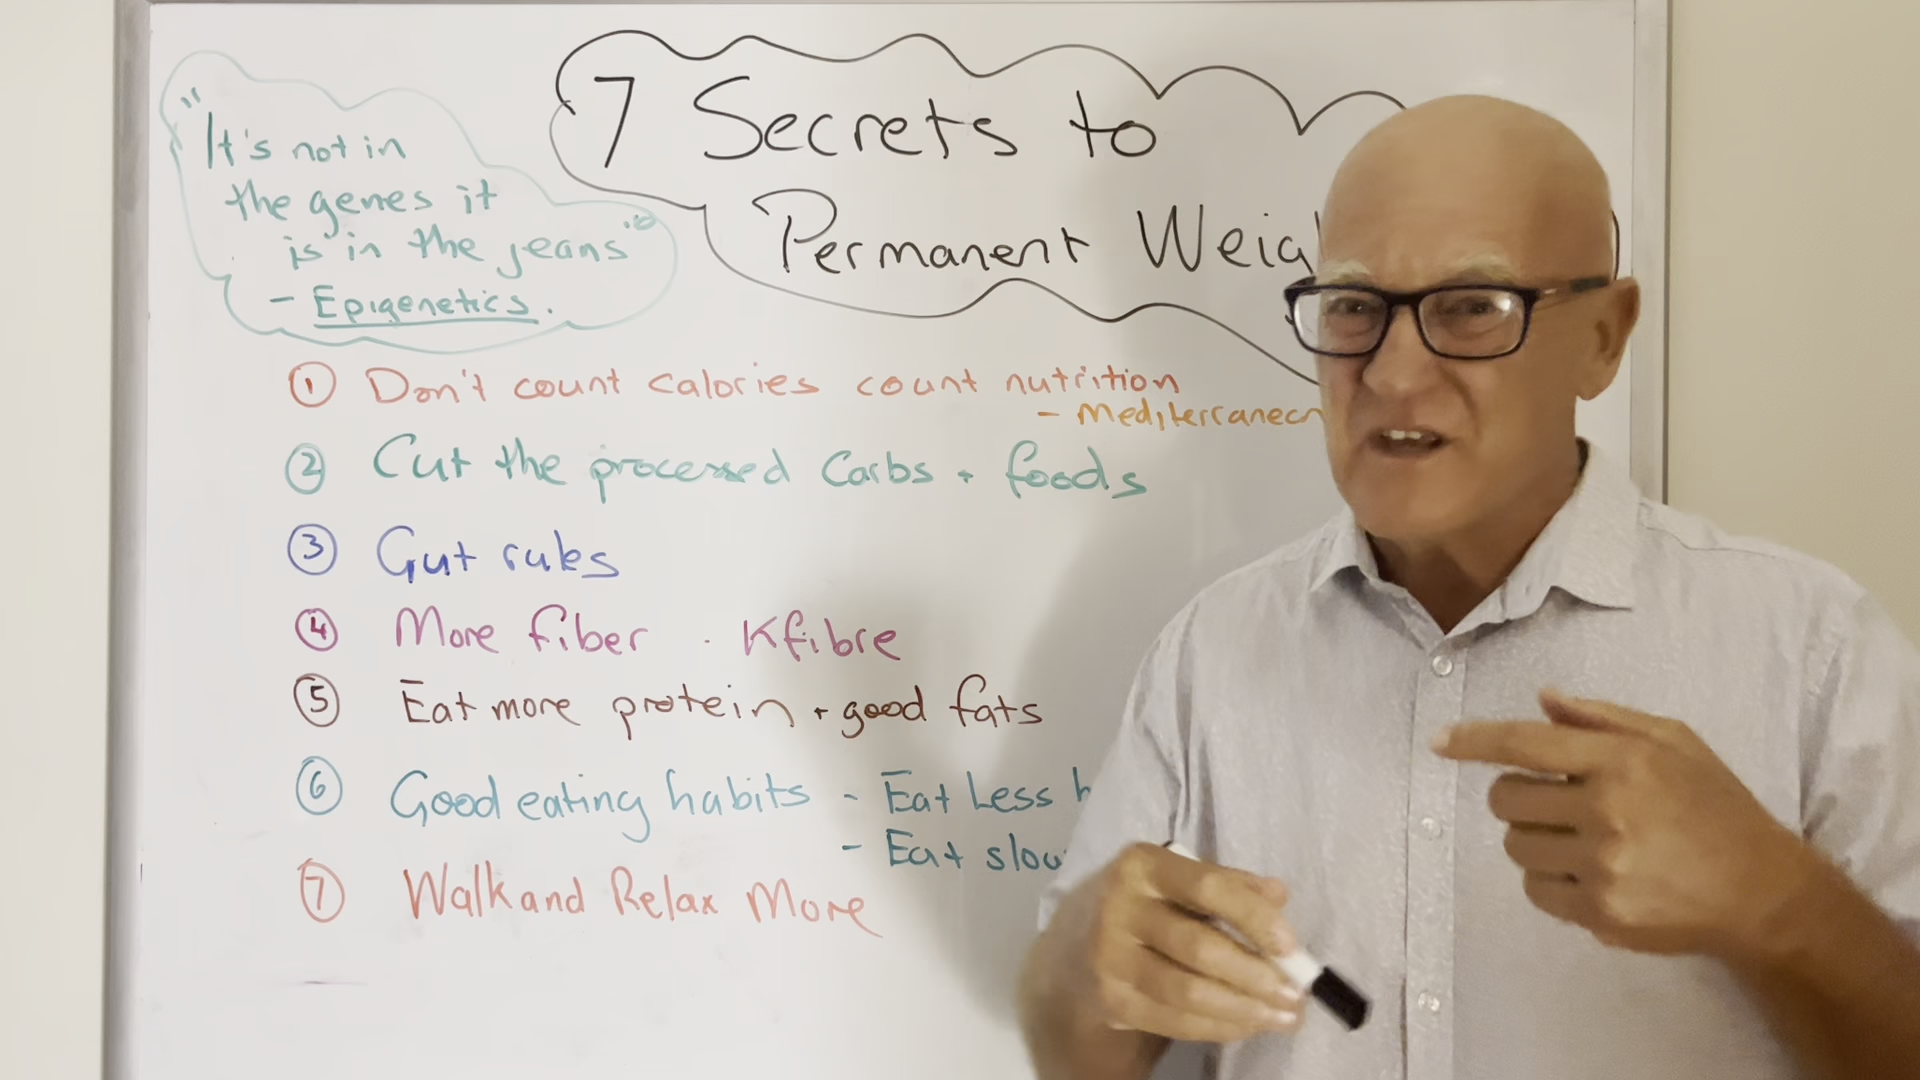 "It's not in
the genes it
is in the jeans"
- Epigenetics.
7 Secrets to
Permanent Weig
① Don't count calories count nutrition
- Mediterranean
② Cut the processed Carbs + foods
③ Gut rules
④ More fiber . Kfibre
⑤ Eat more protein + good fats
⑥ Good eating habits - Eat Less
- Eat slow
⑦ Walk and Relax More